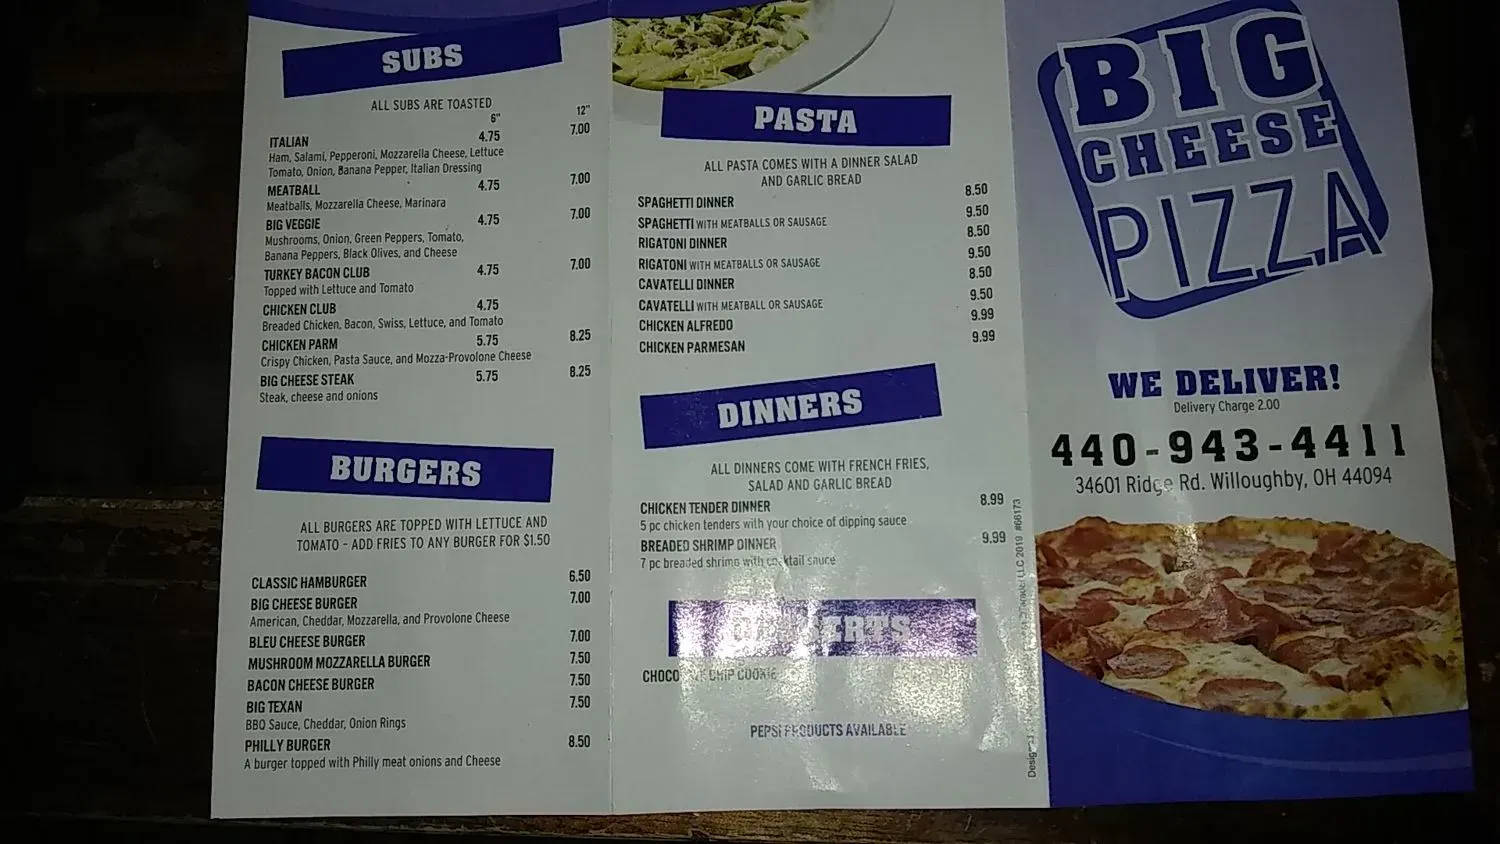 SUBS
ALL SUBS ARE TOASTED
6" 12"
ITALIAN 4.75 7.00
Ham, Salami, Pepperoni, Mozzarella Cheese, Lettuce
Tomato, Onion, Banana Pepper, Italian Dressing
MEATBALL 4.75 7.00
Meatballs, Mozzarella Cheese, Marinara
BIG VEGGIE 4.75 7.00
Mushrooms, Onion, Green Peppers, Tomato,
Banana Peppers, Black Olives, and Cheese
TURKEY BACON CLUB 4.75 7.00
Topped with Lettuce and Tomato
CHICKEN CLUB 4.75
Breaded Chicken, Bacon, Swiss, Lettuce, and Tomato
CHICKEN PARM 5.75 8.25
Crispy Chicken, Pasta Sauce, and Mozza-Provolone Cheese
BIG CHEESE STEAK 5.75 8.25
Steak, cheese and onions
BURGERS
ALL BURGERS ARE TOPPED WITH LETTUCE AND
TOMATO - ADD FRIES TO ANY BURGER FOR $1.50
CLASSIC HAMBURGER 6.50
BIG CHEESE BURGER 7.00
American, Cheddar, Mozzarella, and Provolone Cheese
BLEU CHEESE BURGER 7.00
MUSHROOM MOZZARELLA BURGER 7.50
BACON CHEESE BURGER 7.50
BIG TEXAN 7.50
BBQ Sauce, Cheddar, Onion Rings
PHILLY BURGER 8.50
A burger topped with Philly meat onions and Cheese
PASTA
ALL PASTA COMES WITH A DINNER SALAD
AND GARLIC BREAD
SPAGHETTI DINNER 8.50
SPAGHETTI WITH MEATBALLS OR SAUSAGE 9.50
RIGATONI DINNER 8.50
RIGATONI WITH MEATBALLS OR SAUSAGE 9.50
CAVATELLI DINNER 8.50
CAVATELLI WITH MEATBALL OR SAUSAGE 9.50
CHICKEN ALFREDO 9.99
CHICKEN PARMESAN 9.99
DINNERS
ALL DINNERS COME WITH FRENCH FRIES,
SALAD AND GARLIC BREAD
CHICKEN TENDER DINNER 8.99
5 pc chicken tenders with your choice of dipping sauce
BREADED SHRIMP DINNER 9.99
7 pc breaded shrimp with cocktail sauce
DESSERTS
CHOCOLATE CHIP COOKIE
PEPSI PRODUCTS AVAILABLE
LLC 2019 #66173
BIG
CHEESE
PIZZA
WE DELIVER!
Delivery Charge 2.00
440-943-4411
34601 Ridge Rd. Willoughby, OH 44094